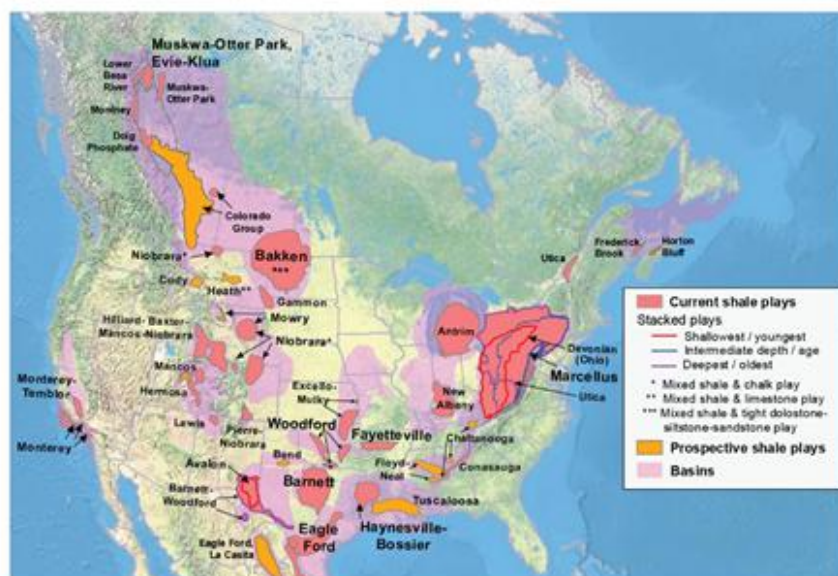 Muskwa-Otter Park,
Evie-Klua
Lower
Besa
River
Muskwa-
Otter Park
Montney
Doig
Phosphate
Colorado
Group
Niobrara*
Bakken
***
Cody
Heath**
Gammon
Mowry
Hilliard-Baxter-
Mancos-Niobrara
Niobrara*
Mancos
Hermosa
Monterey-
Temblor
Monterey
Lewis
Pierre-
Niobrara
Excello-
Mulky
Woodford
Fayetteville
Bend
Avalon
Barnett-
Woodford
Barnett
Eagle
Ford
Eagle Ford,
La Casita
Haynesville-
Bossier
Tuscaloosa
Floyd-
Neal
Conasauga
Chattanooga
New
Albany
Antrim
Devonian
(Ohio)
Marcellus
Utica
Utica
Frederick
Brook
Horton
Bluff
Current shale plays
Stacked plays
Shallowest / youngest
Intermediate depth / age
Deepest / oldest
* Mixed shale & chalk play
** Mixed shale & limestone play
*** Mixed shale & tight dolostone-
siltstone-sandstone play
Prospective shale plays
Basins